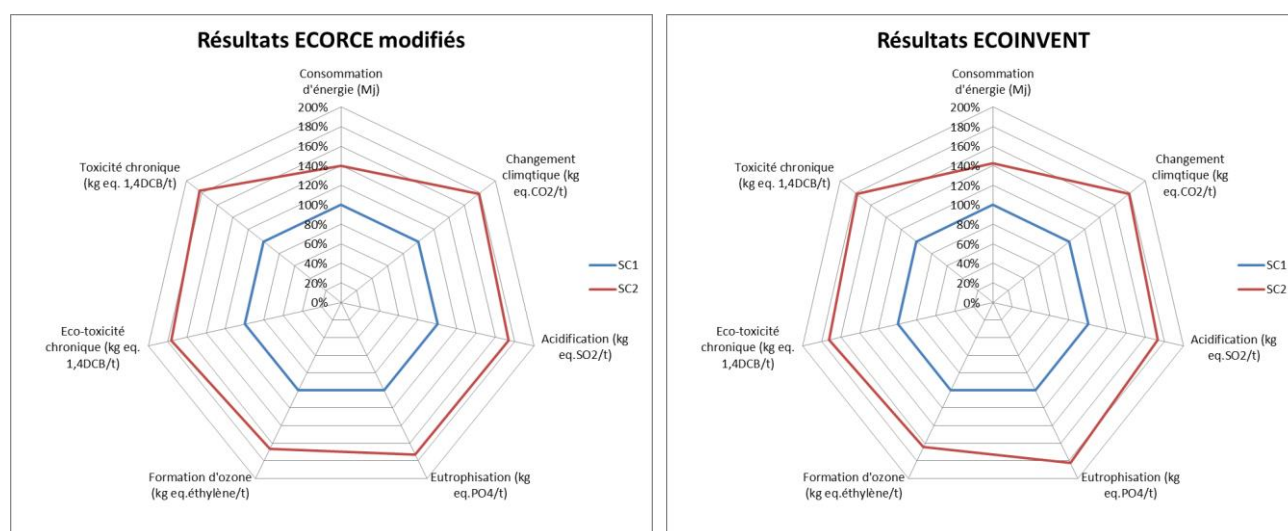 Résultats ECORCE modifiés
Consommation
d'énergie (Mj)
200%
180%
160%
140%
120%
100%
80%
60%
40%
20%
0%
Changement
climqtique (kg
eq.CO2/t)
Acidification (kg
eq.SO2/t)
Eutrophisation (kg
eq.PO4/t)
Formation d'ozone
(kg eq.éthylène/t)
Eco-toxicité
chronique (kg eq.
1,4DCB/t)
Toxicité chronique
(kg eq. 1,4DCB/t)
SC1
SC2
Résultats ECOINVENT
Consommation
d'énergie (Mj)
200%
180%
160%
140%
120%
100%
80%
60%
40%
20%
0%
Changement
climqtique (kg
eq.CO2/t)
Acidification (kg
eq.SO2/t)
Eutrophisation (kg
eq.PO4/t)
Formation d'ozone
(kg eq.éthylène/t)
Eco-toxicité
chronique (kg eq.
1,4DCB/t)
Toxicité chronique
(kg eq. 1,4DCB/t)
SC1
SC2